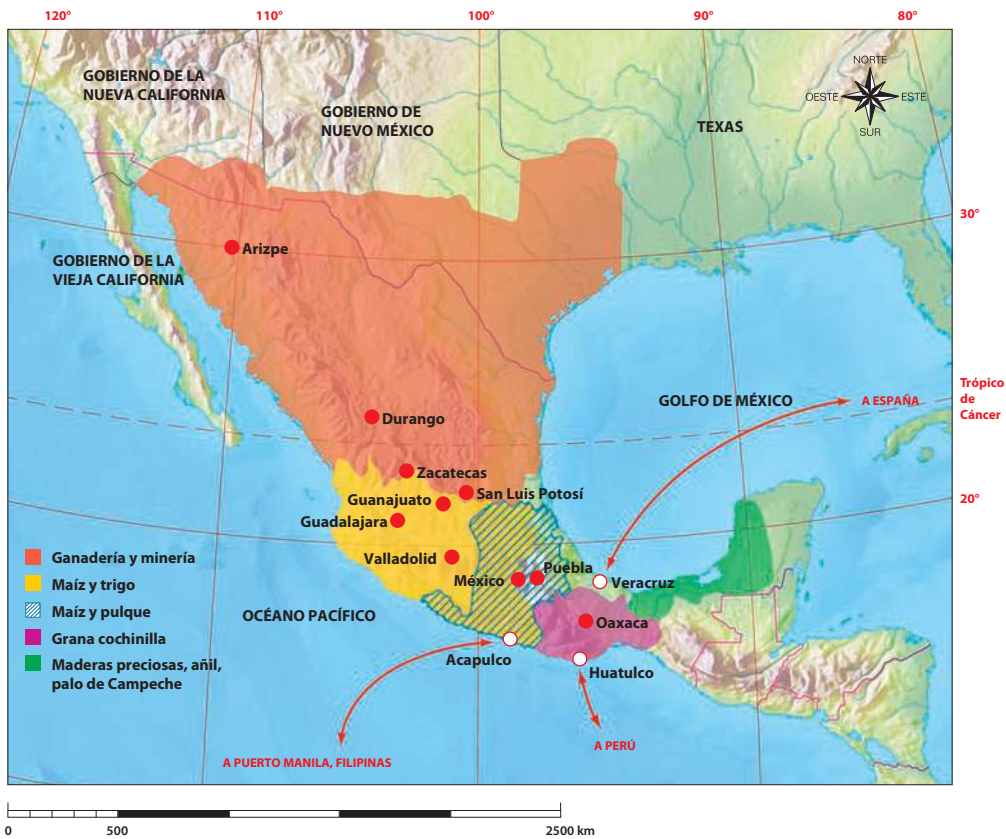 120°
110°
100°
90°
80°
NORTE
OESTE
ESTE
SUR
GOBIERNO DE LA
NUEVA CALIFORNIA
GOBIERNO DE
NUEVO MÉXICO
TEXAS
30°
Arizpe
GOBIERNO DE LA
VIEJA CALIFORNIA
Trópico
de
Cáncer
GOLFO DE MÉXICO
A ESPAÑA
Durango
Zacatecas
San Luis Potosí
20°
Guanajuato
Guadalajara
Valladolid
México
Puebla
Veracruz
Ganadería y minería
Maíz y trigo
Maíz y pulque
Grana cochinilla
Maderas preciosas, añil,
palo de Campeche
OCÉANO PACÍFICO
Oaxaca
Acapulco
Huatulco
A PERÚ
A PUERTO MANILA, FILIPINAS
0
500
2500 km